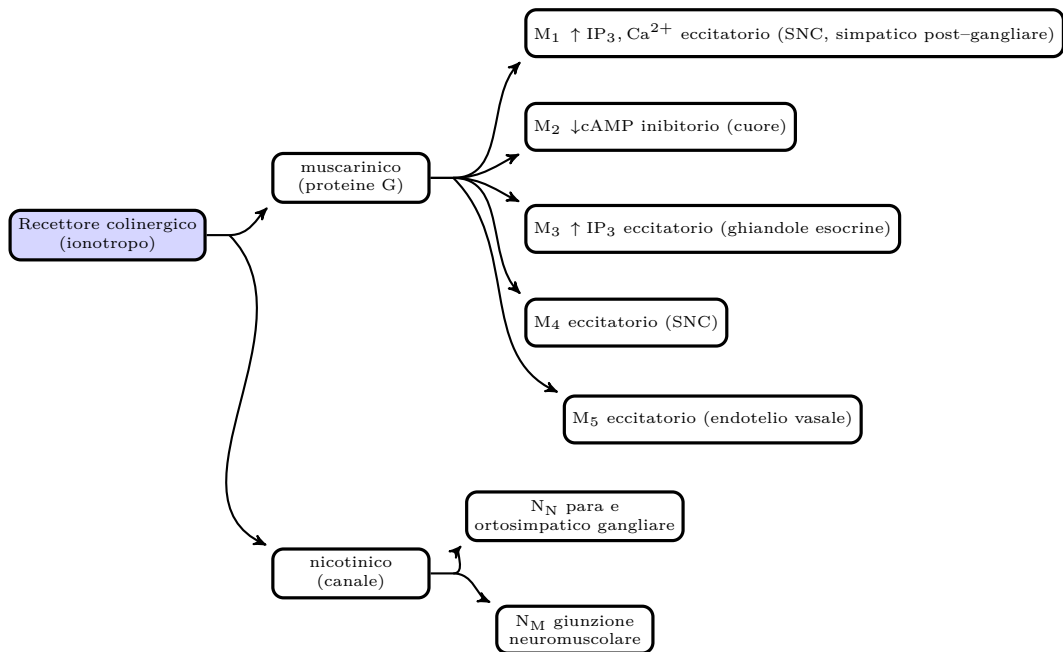 M₁ ↑ IP₃, Ca²⁺ eccitatorio (SNC, simpatico post–gangliare)
M₂ ↓cAMP inibitorio (cuore)
muscarinico
(proteine G)
Recettore colinergico
(ionotropo)
M₃ ↑ IP₃ eccitatorio (ghiandole esocrine)
M₄ eccitatorio (SNC)
M₅ eccitatorio (endotelio vasale)
N_N para e
ortosimpatico gangliare
nicotinico
(canale)
N_M giunzione
neuromuscolare